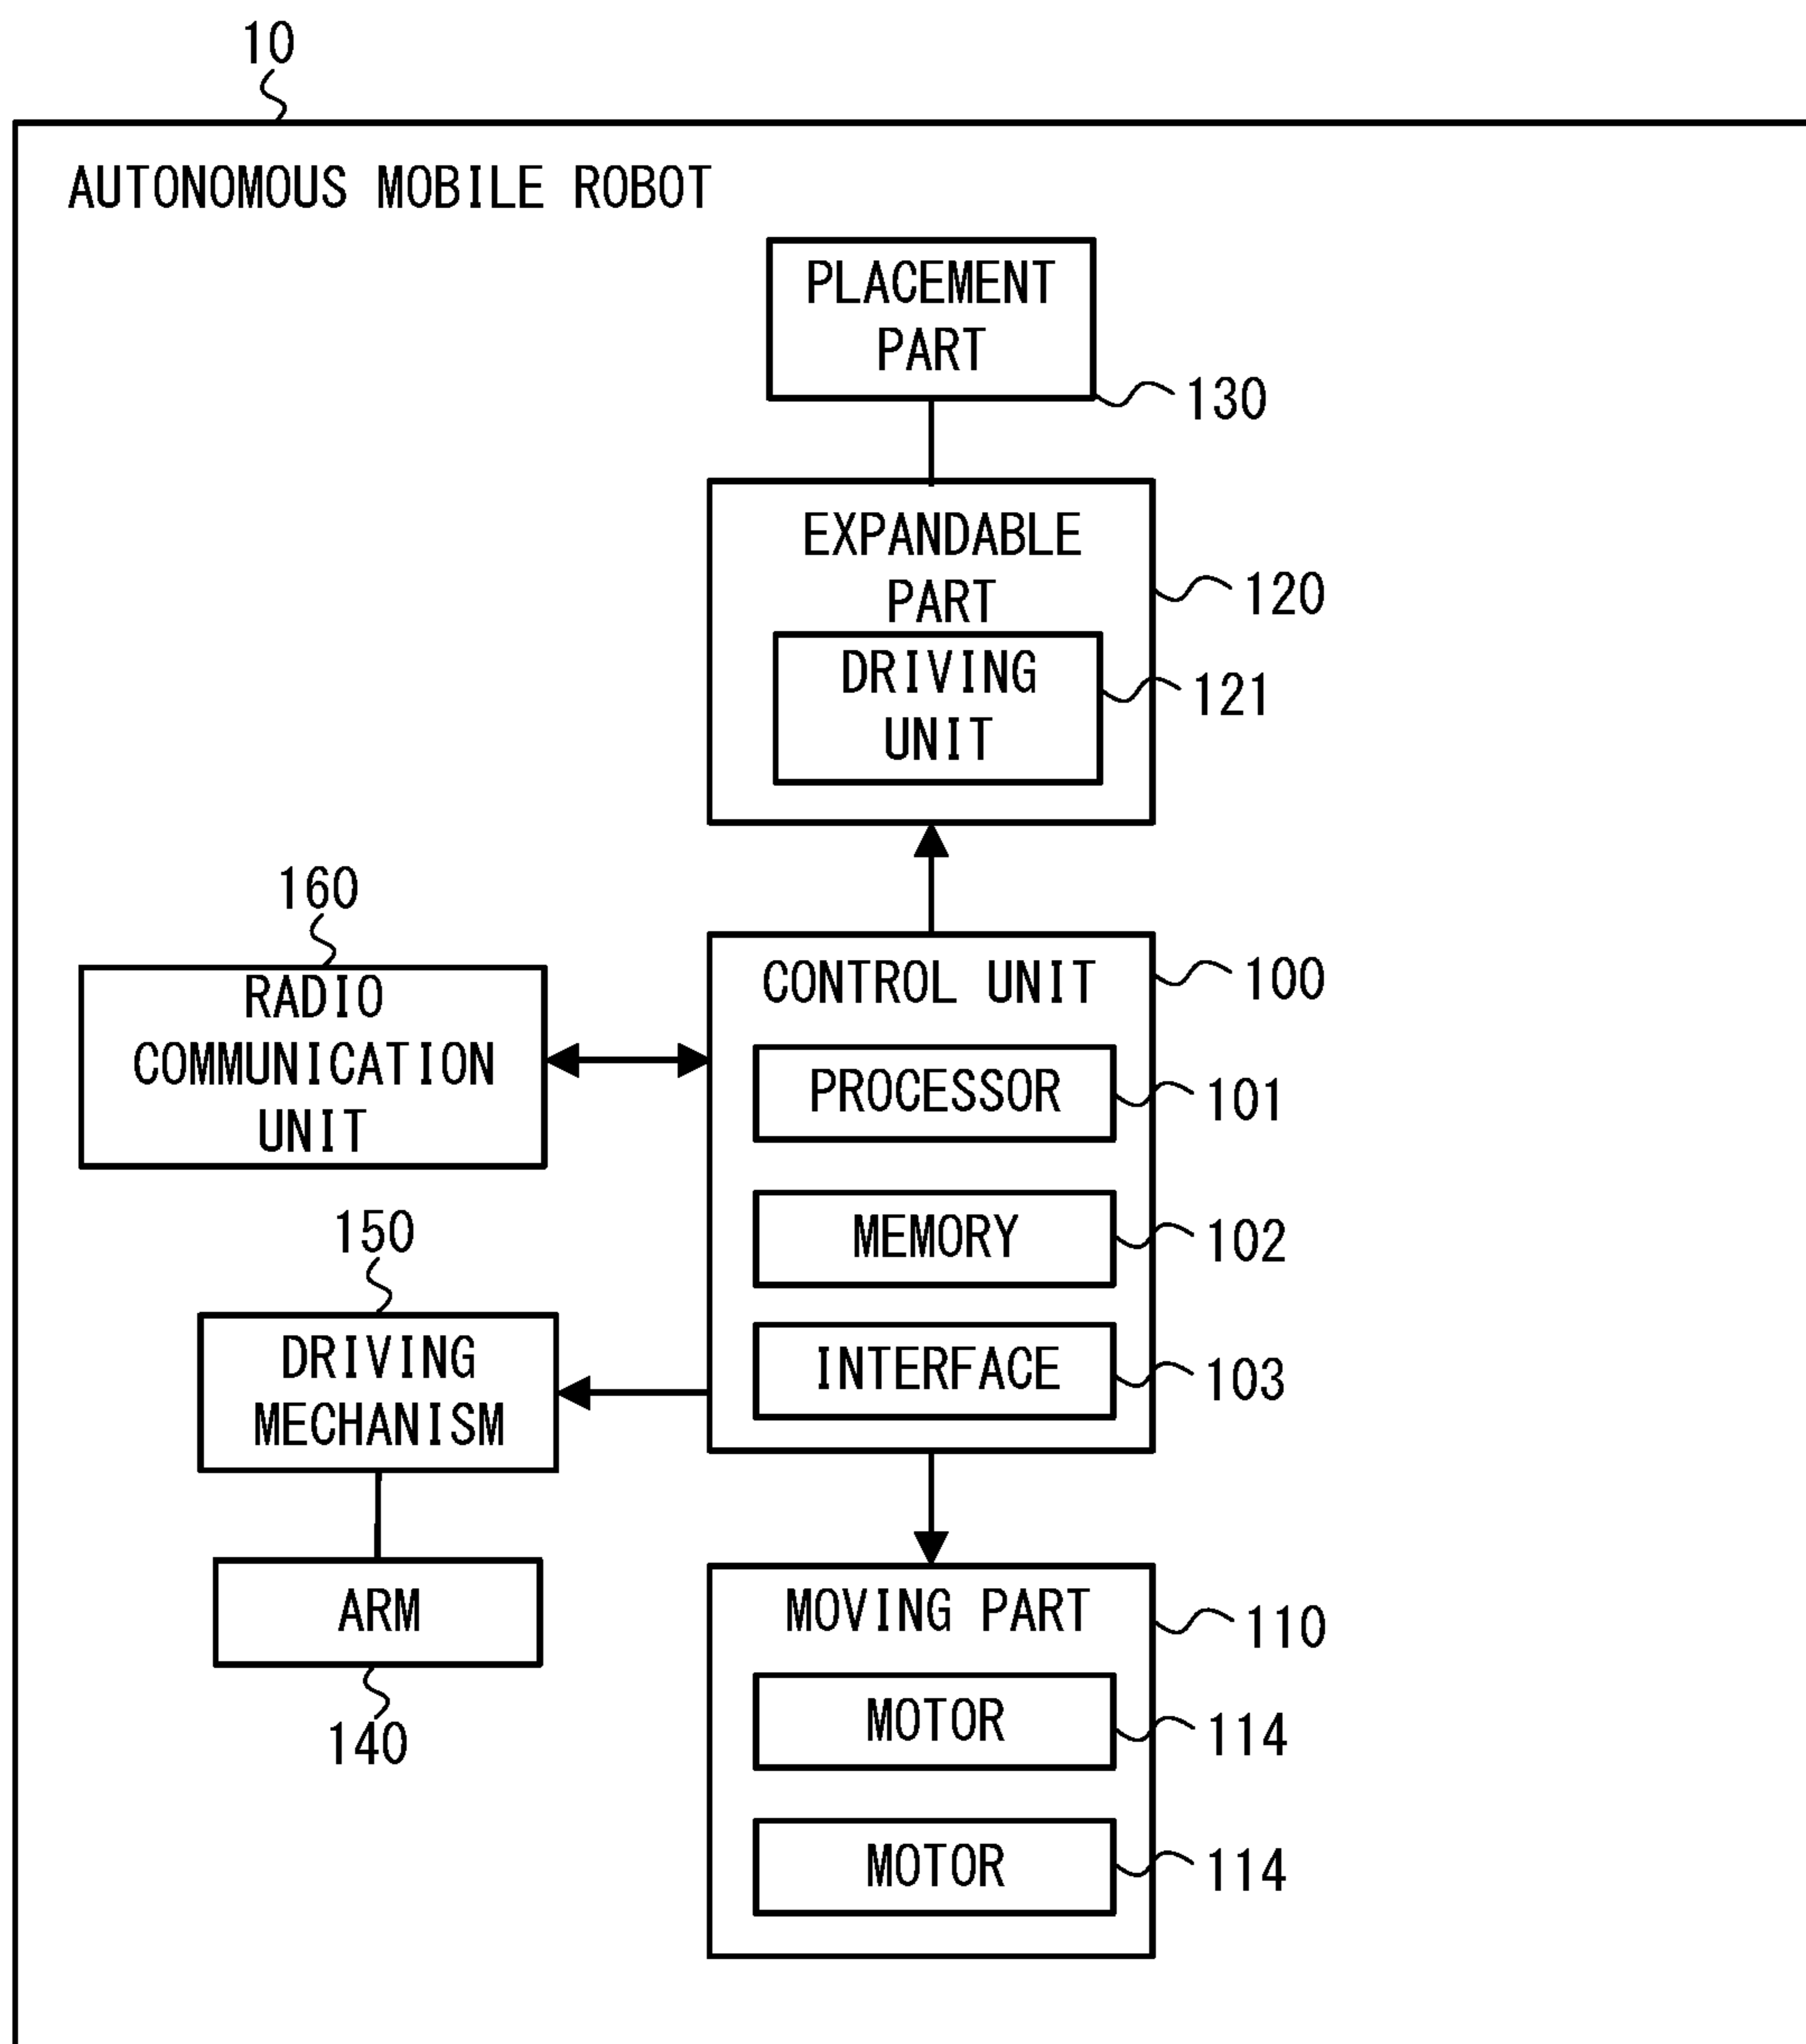 10
AUTONOMOUS MOBILE ROBOT
PLACEMENT
PART
130
EXPANDABLE
PART
120
DRIVING
UNIT
121
160
RADIO
COMMUNICATION
UNIT
CONTROL UNIT
100
PROCESSOR
101
MEMORY
102
INTERFACE
103
150
DRIVING
MECHANISM
ARM
140
MOVING PART
110
MOTOR
114
MOTOR
114